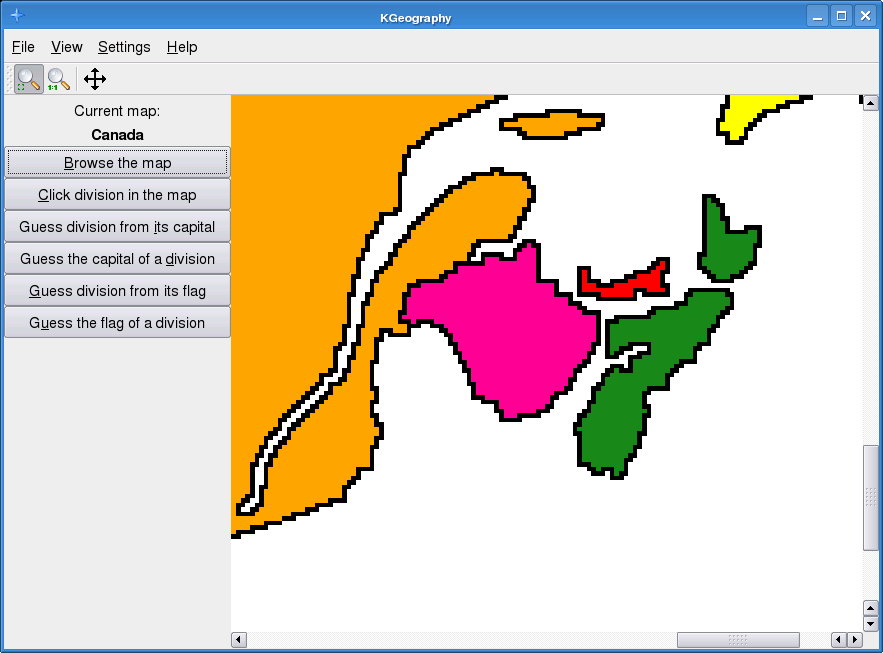 KGeography
File View Settings Help
1:1
Current map:
Canada
Browse the map
Click division in the map
Guess division from its capital
Guess the capital of a division
Guess division from its flag
Guess the flag of a division